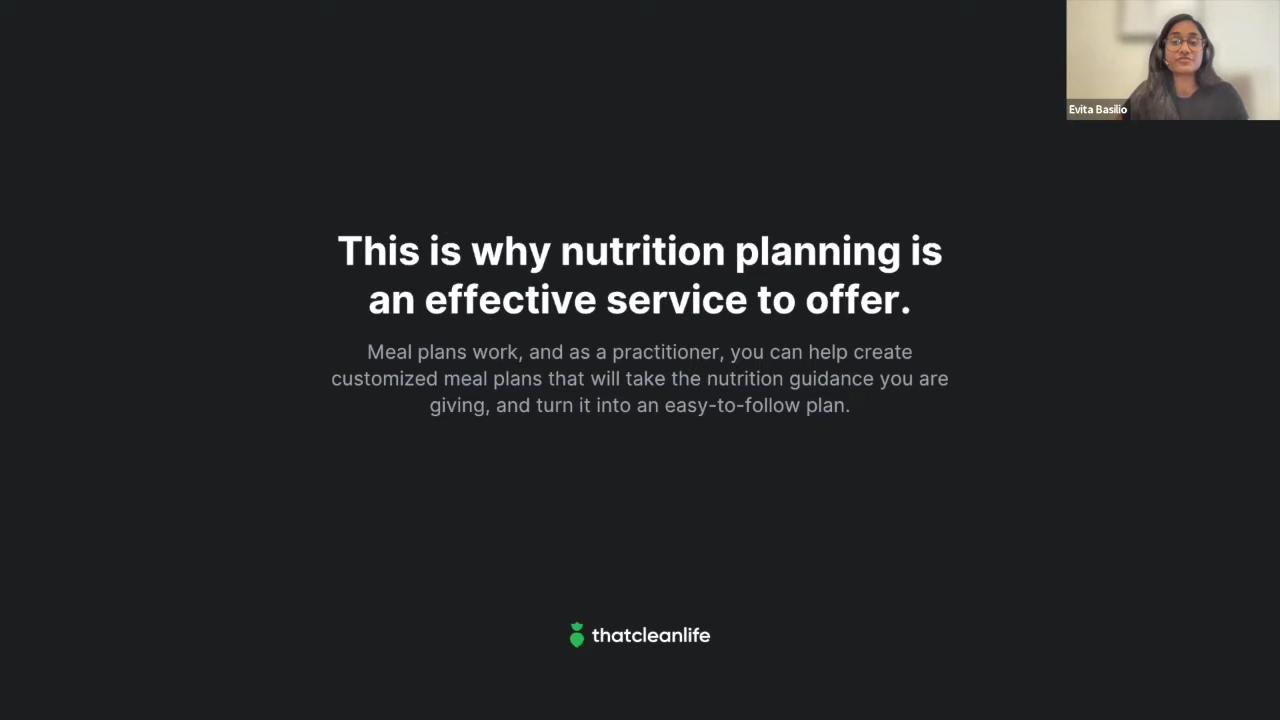 Evita Basilio
This is why nutrition planning is
an effective service to offer.
Meal plans work, and as a practitioner, you can help create
customized meal plans that will take the nutrition guidance you are
giving, and turn it into an easy-to-follow plan.
thatcleanlife